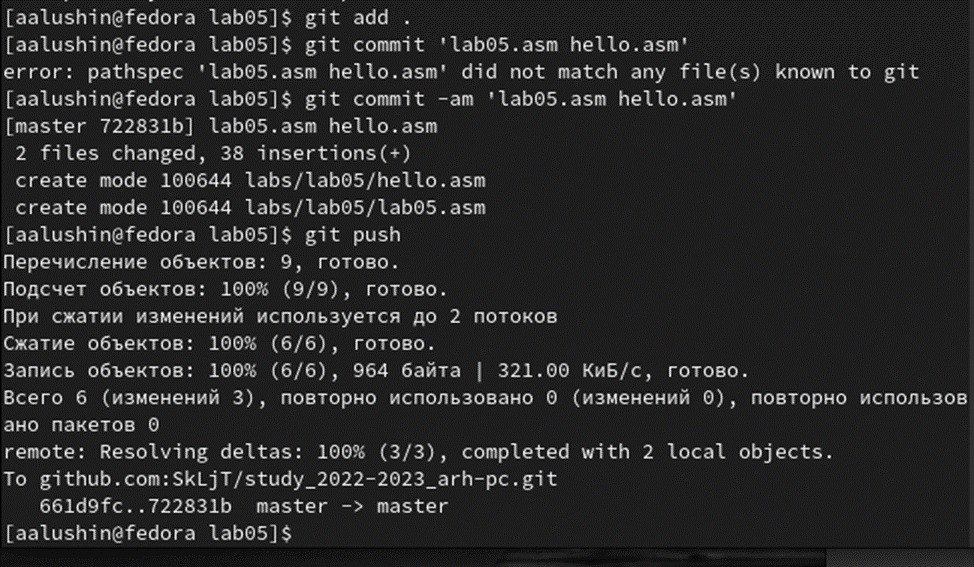 [aalushin@fedora lab05]$ git add .
[aalushin@fedora lab05]$ git commit 'lab05.asm hello.asm'
error: pathspec 'lab05.asm hello.asm' did not match any file(s) known to git
[aalushin@fedora lab05]$ git commit -am 'lab05.asm hello.asm'
[master 722831b] lab05.asm hello.asm
 2 files changed, 38 insertions(+)
 create mode 100644 labs/lab05/hello.asm
 create mode 100644 labs/lab05/lab05.asm
[aalushin@fedora lab05]$ git push
Перечисление объектов: 9, готово.
Подсчет объектов: 100% (9/9), готово.
При сжатии изменений используется до 2 потоков
Сжатие объектов: 100% (6/6), готово.
Запись объектов: 100% (6/6), 964 байта | 321.00 КиБ/с, готово.
Всего 6 (изменений 3), повторно использовано 0 (изменений 0), повторно использов
ано пакетов 0
remote: Resolving deltas: 100% (3/3), completed with 2 local objects.
To github.com:SkLjT/study_2022-2023_arh-pc.git
   661d9fc..722831b  master -> master
[aalushin@fedora lab05]$